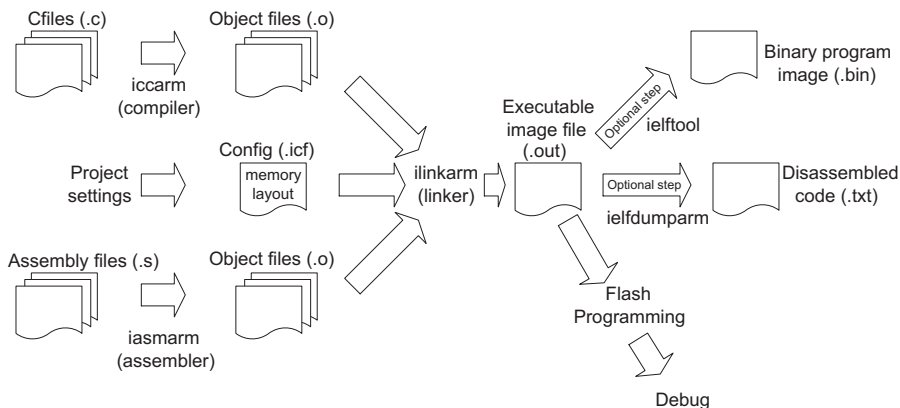 Cfiles (.c)
iccarm
(compiler)
Object files (.o)
Project
settings
Config (.icf)
memory
layout
Assembly files (.s)
iasmarm
(assembler)
Object files (.o)
ilinkarm
(linker)
Executable
image file
(.out)
Optional step
ielftool
Binary program
image (.bin)
Optional step
ielfdumparm
Disassembled
code (.txt)
Flash
Programming
Debug